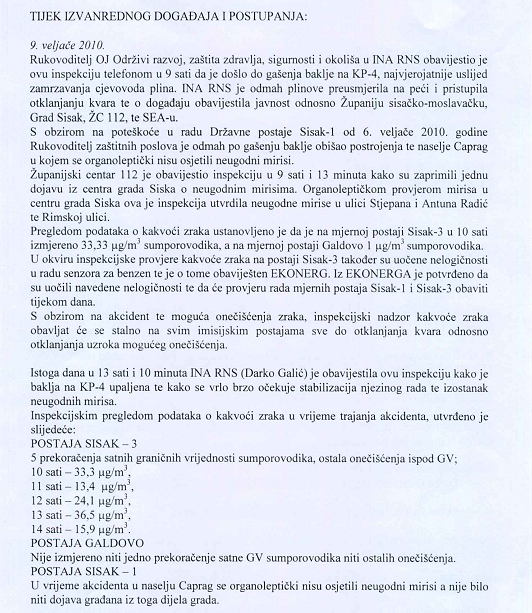 TIJEK IZVANREDNOG DOGAĐAJA I POSTUPANJA:
9. veljače 2010.
Rukovoditelj OJ Održivi razvoj, zaštita zdravlja, sigurnosti i okoliša u INA RNS obavijestio je
ovu inspekciju telefonom u 9 sati da je došlo do gašenja baklje na KP-4, najvjerojatnije uslijed
zamrzavanja cjevovoda plina. INA RNS je odmah plinove preusmjerila na peći i pristupila
otklanjanju kvara te o događaju obavijestila javnost odnosno Županiju sisačko-moslavačku,
Grad Sisak, ŽC 112, te SEA-u.
S obzirom na poteškoće u radu Državne postaje Sisak-1 od 6. veljače 2010. godine
Rukovoditelj zaštitnih poslova je odmah po gašenju baklje obišao postrojenja te naselje Caprag
u kojem se organoleptički nisu osjetili neugodni mirisi.
Županijski centar 112 je obavijestio inspekciju u 9 sati i 13 minuta kako su zaprimili jednu
dojavu iz centra grada Siska o neugodnim mirisima. Organoleptičkom provjerom mirisa u
centru grada Siska ova je inspekcija utvrdila neugodne mirise u ulici Stjepana i Antuna Radić
te Rimskoj ulici.
Pregledom podataka o kakvoći zraka ustanovljeno je da je na mjernoj postaji Sisak-3 u 10 sati
izmjereno 33,33 µg/m³ sumporovodika, a na mjernoj postaji Galdovo 1 µg/m³ sumporovodika.
U okviru inspekcijske provjere kakvoće zraka na postaji Sisak-3 također su uočene nelogičnosti
u radu senzora za benzen te je o tome obaviješten EKONERG. Iz EKONERGA je potvrđeno da
su uočili navedene nelogičnosti te da će provjeru rada mjernih postaja Sisak-1 i Sisak-3 obaviti
tijekom dana.
S obzirom na akcident te moguća onečišćenja zraka, inspekcijski nadzor kakvoće zraka
obavljat će se stalno na svim imisijskim postajama sve do otklanjanja kvara odnosno
otklanjanja uzroka mogućeg onečišćenja.
Istoga dana u 13 sati i 10 minuta INA RNS (Darko Galić) je obavijestila ovu inspekciju kako je
baklja na KP-4 upaljena te kako se vrlo brzo očekuje stabilizacija njezinog rada te izostanak
neugodnih mirisa.
Inspekcijskim pregledom podataka o kakvoći zraka u vrijeme trajanja akcidenta, utvrđeno je
slijedeće:
POSTAJA SISAK – 3
5 prekoračenja satnih graničnih vrijednosti sumporovodika, ostala onečišćenja ispod GV;
10 sati – 33,3 µg/m³,
11 sati – 13,4 µg/m³,
12 sati – 24,1 µg/m³,
13 sati – 36,5 µg/m³,
14 sati – 15,9 µg/m³.
POSTAJA GALDOVO
Nije izmjereno niti jedno prekoračenje satne GV sumporovodika niti ostalih onečišćenja.
POSTAJA SISAK – 1
U vrijeme akcidenta u naselju Caprag se organoleptički nisu osjetili neugodni mirisi a nije bilo
niti dojava građana iz toga dijela grada.